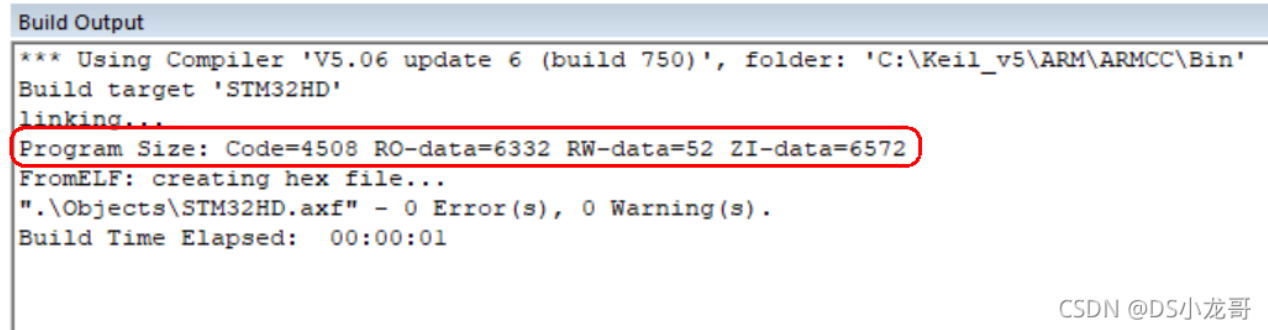 Build Output
*** Using Compiler 'V5.06 update 6 (build 750)', folder: 'C:\Keil_v5\ARM\ARMCC\Bin'
Build target 'STM32HD'
linking...
Program Size: Code=4508 RO-data=6332 RW-data=52 ZI-data=6572
FromELF: creating hex file...
".\Objects\STM32HD.axf" - 0 Error(s), 0 Warning(s).
Build Time Elapsed:  00:00:01
CSDN @DS小龙哥